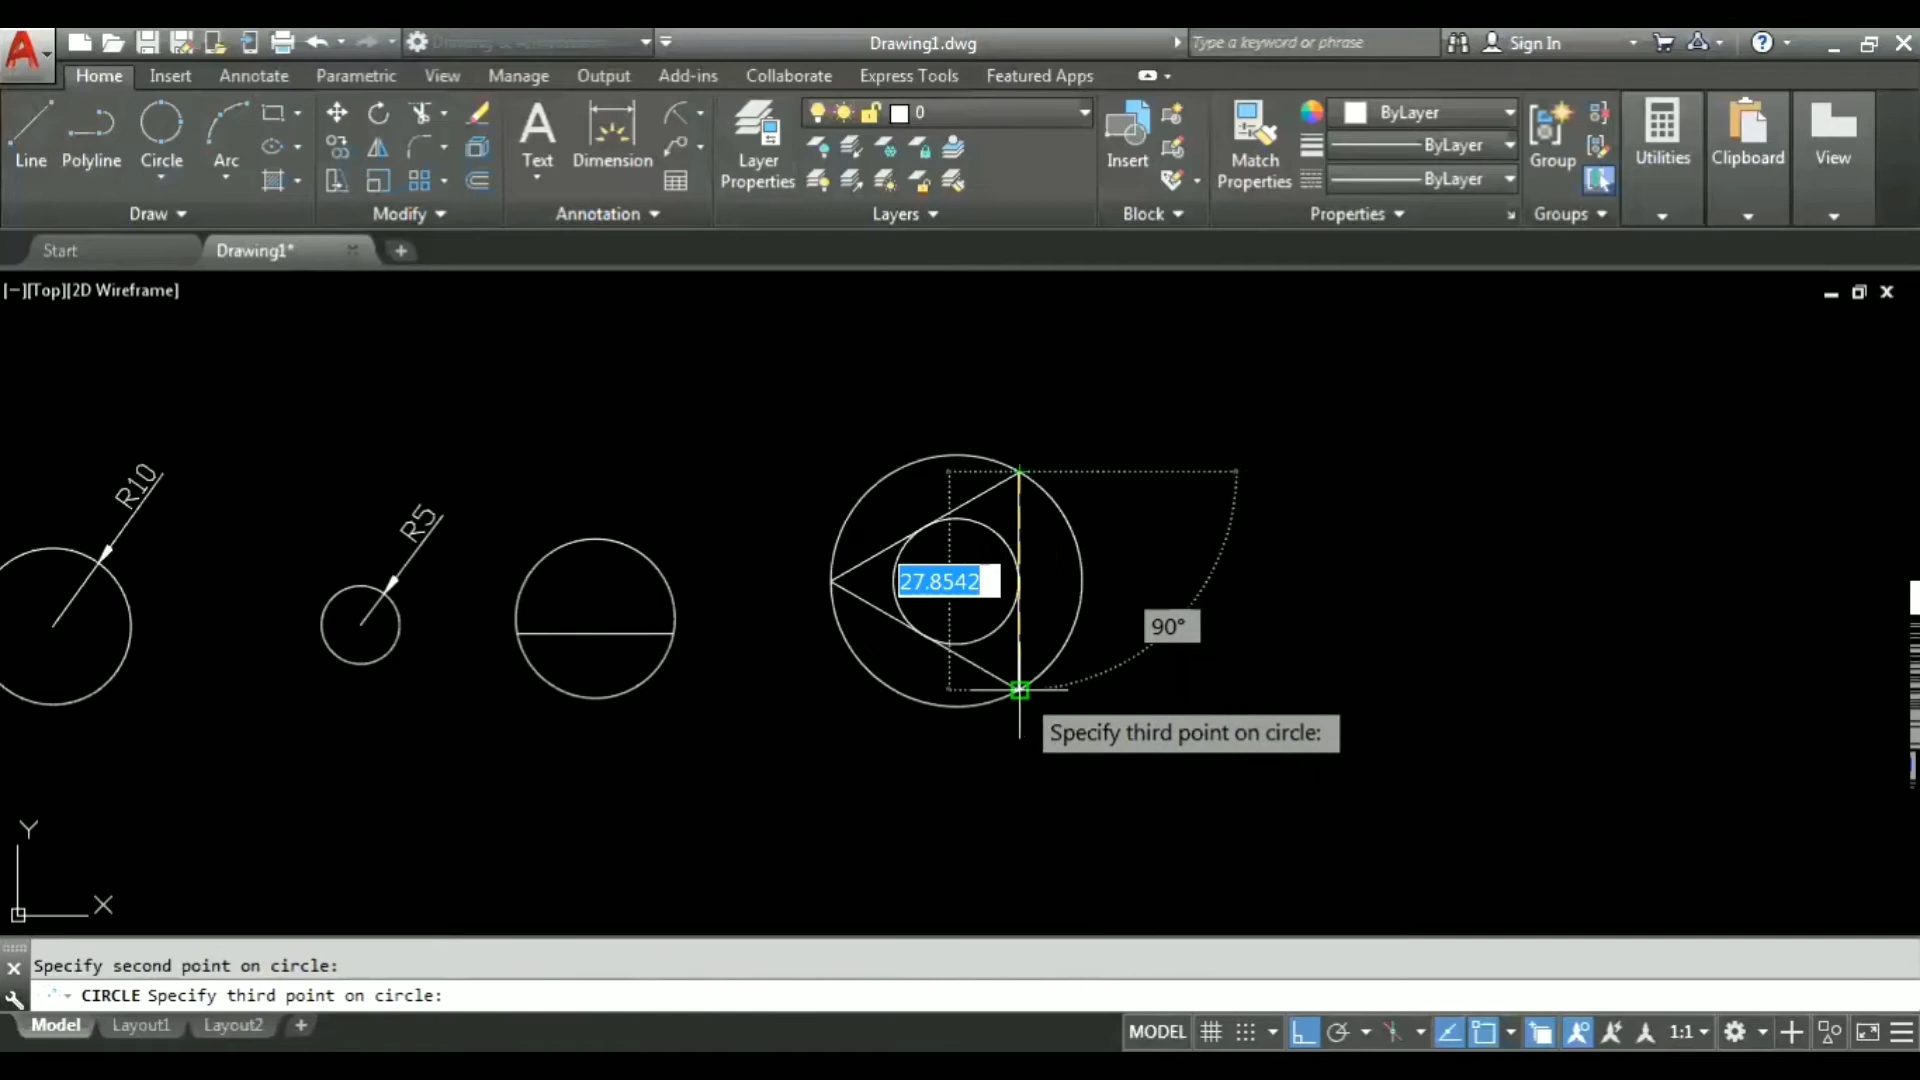 Drawing1.dwg
Type a keyword or phrase
Sign In
Home Insert Annotate Parametric View Manage Output Add-ins Collaborate Express Tools Featured Apps
0
ByLayer
ByLayer
ByLayer
Line Polyline Circle Arc
Text Dimension
Layer Properties
Insert
Match Properties
Group
Utilities
Clipboard
View
Draw Modify Annotation Layers Block Properties Groups
Start Drawing1*
[−][Top][2D Wireframe]
R10
R5
27.8542
90°
Specify third point on circle:
Y
X
Specify second point on circle:
CIRCLE Specify third point on circle:
Model Layout1 Layout2
MODEL 1:1